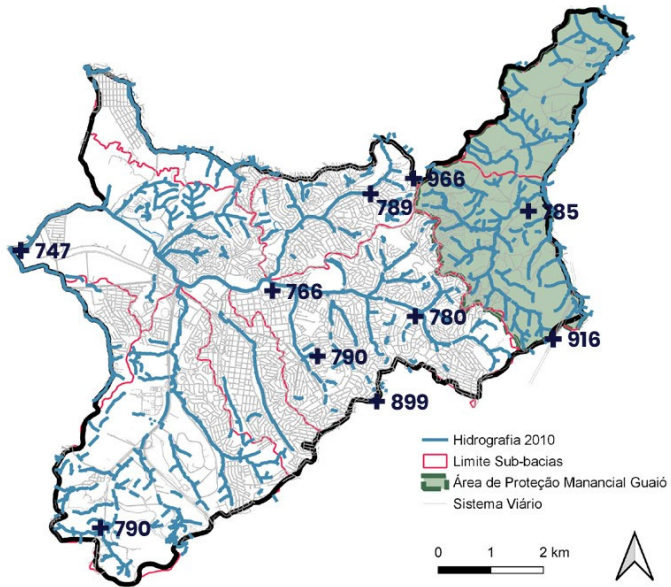 966
789
785
747
766
780
790
916
899
790
Hidrografia 2010
Limite Sub-bacias
Área de Proteção Manancial Guaió
Sistema Viário
0 1 2 km